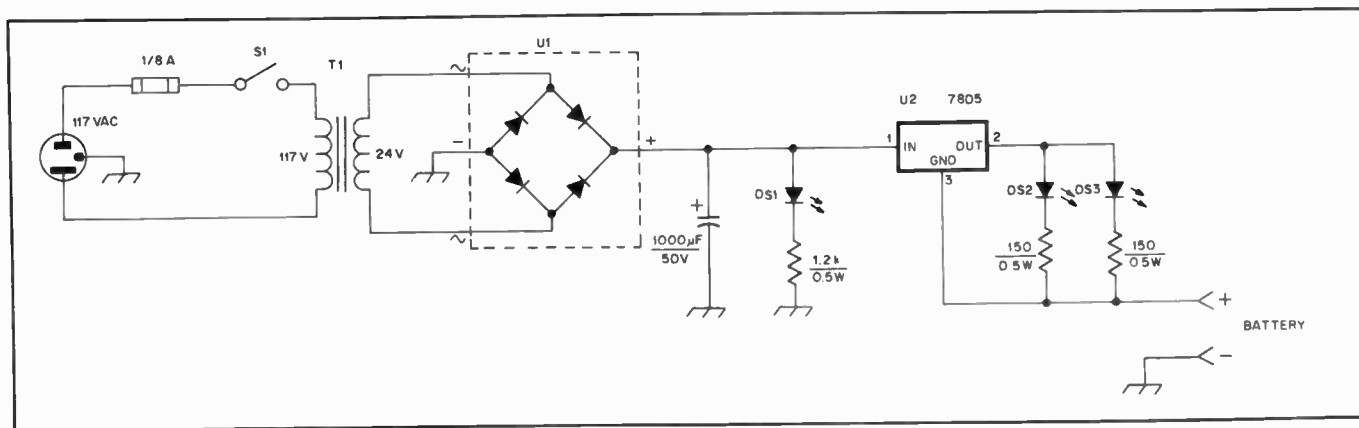 1/8 A
S1
T1
U1
117 VAC
117 V
24 V
~
~
−
+
+
1000µF
50V
DS1
1.2 k
0.5W
U2 7805
1
IN
OUT
2
GND
3
DS2
DS3
150
0.5W
150
0.5W
+
BATTERY
−